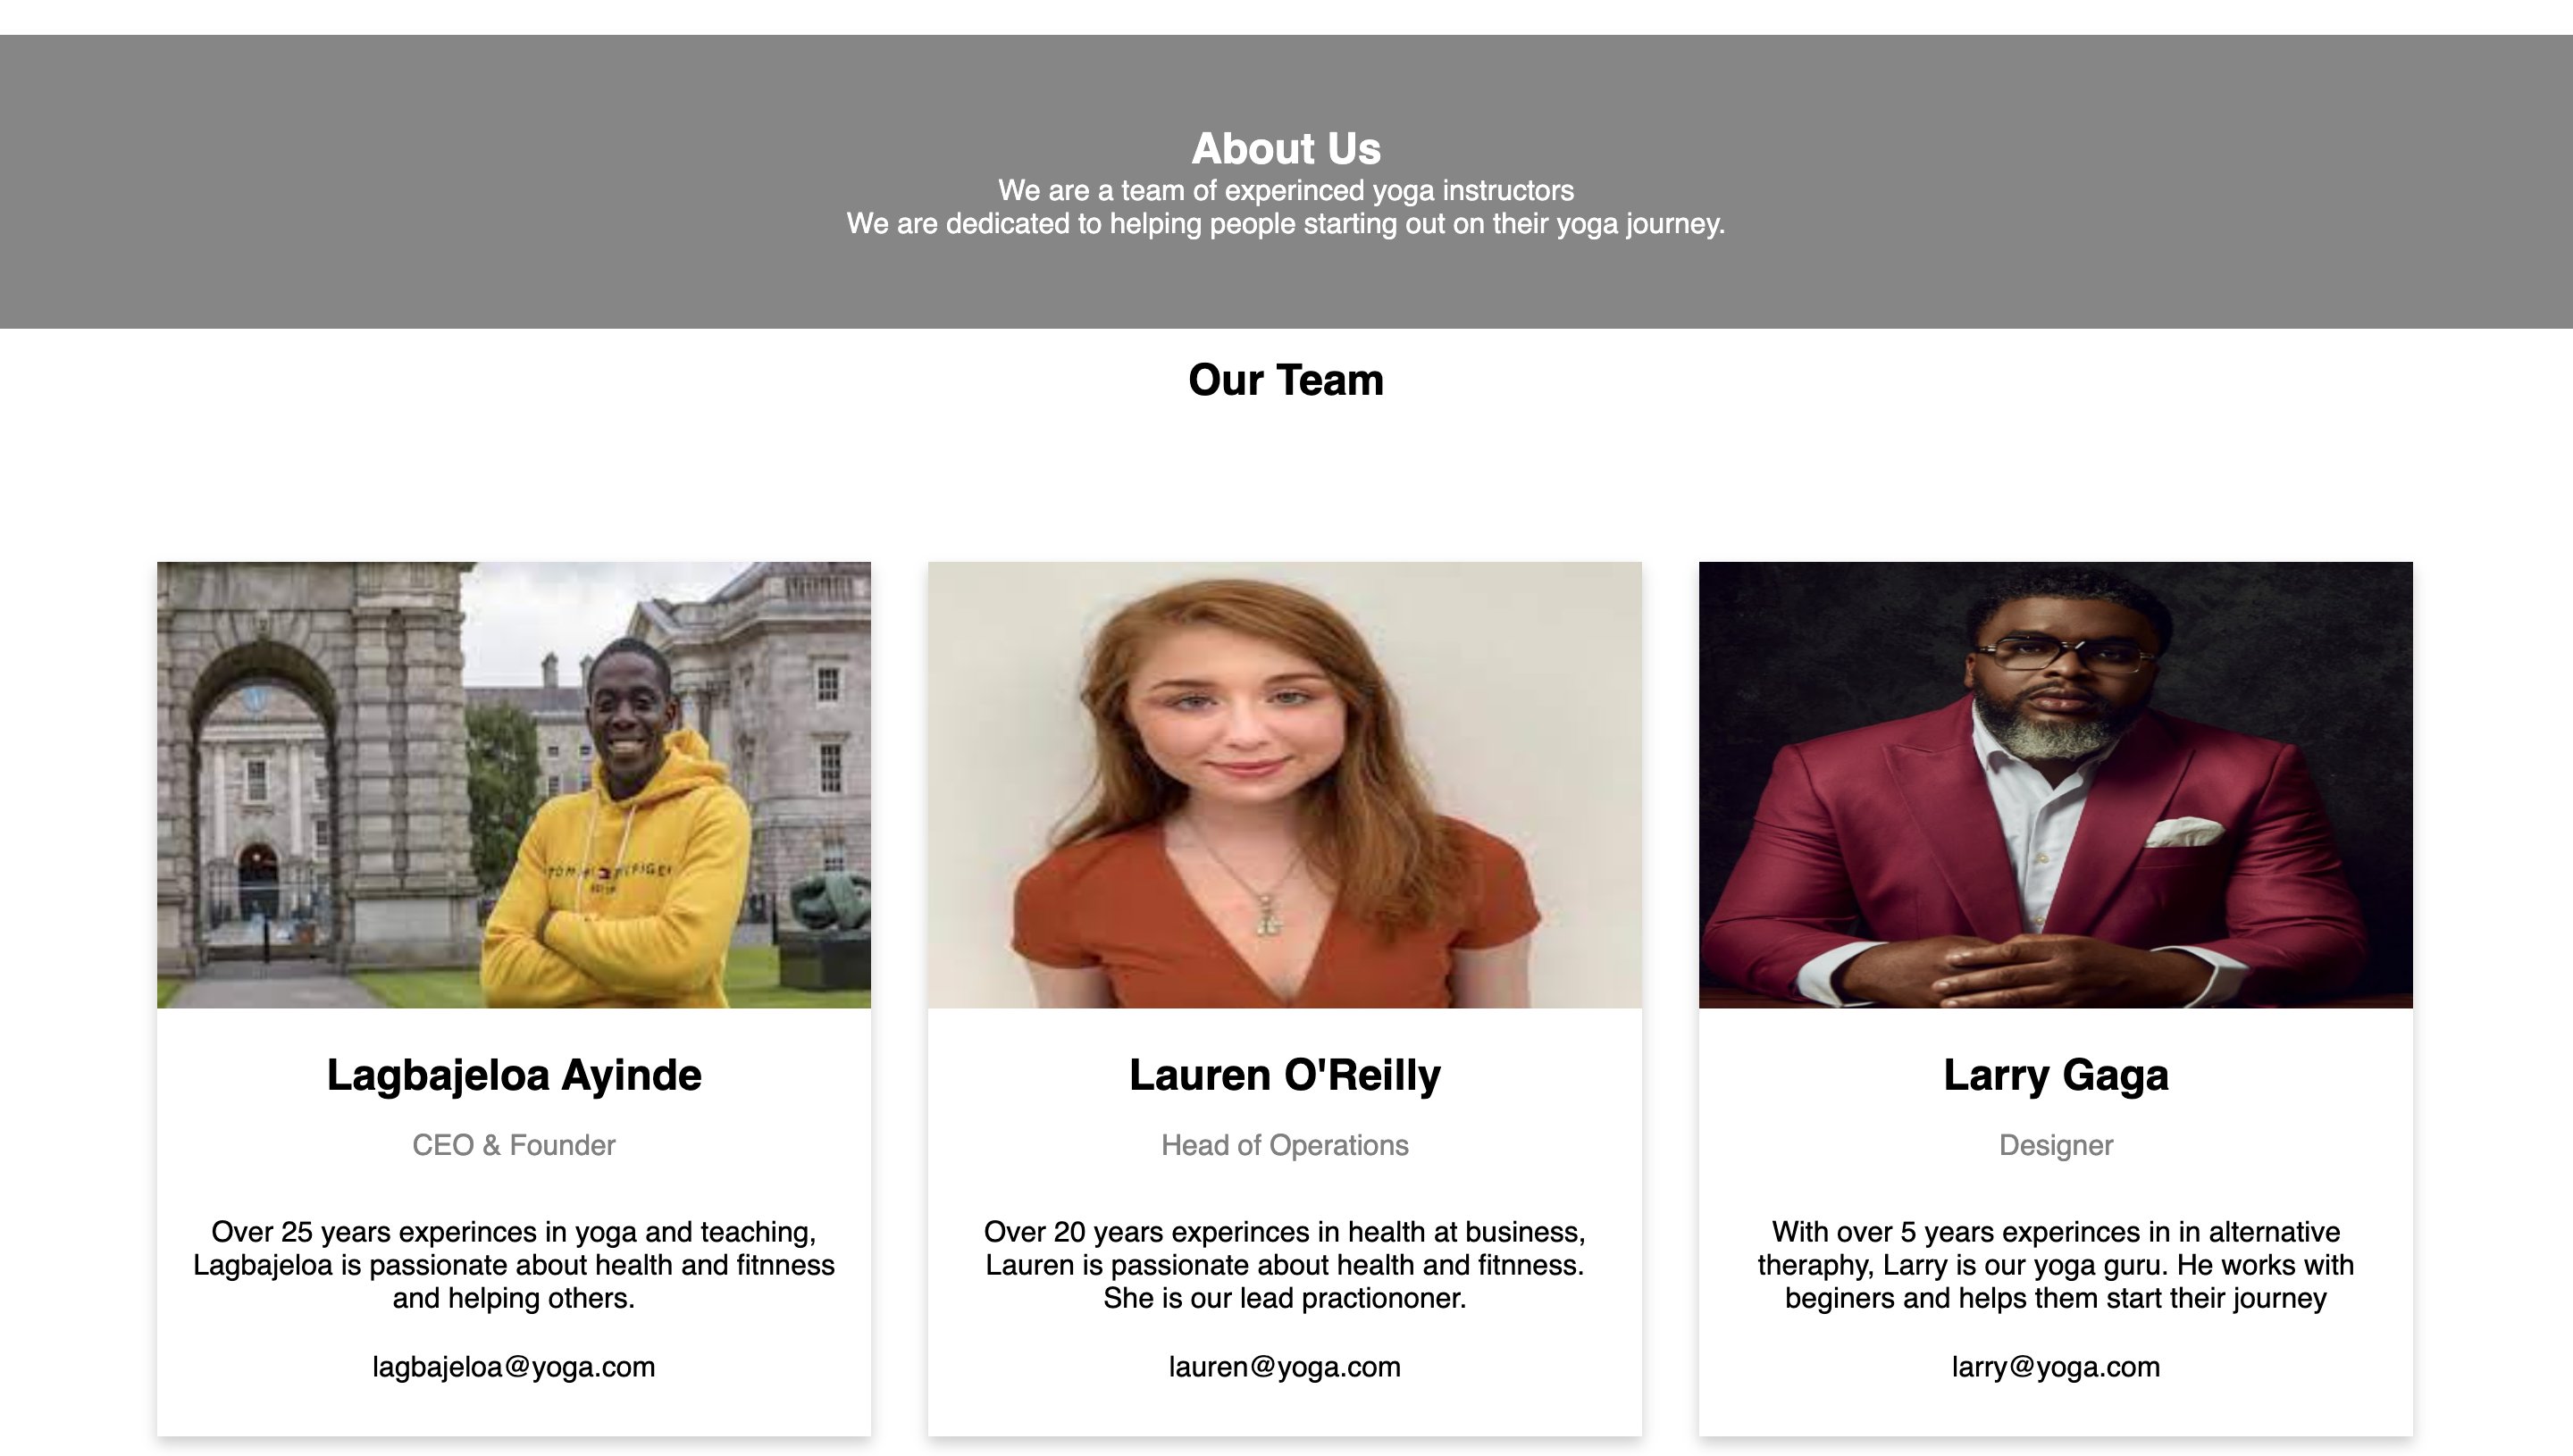 About Us
We are a team of experinced yoga instructors
We are dedicated to helping people starting out on their yoga journey.
Our Team
Lagbajeloa Ayinde
CEO & Founder
Over 25 years experinces in yoga and teaching,
Lagbajeloa is passionate about health and fitnness
and helping others.
lagbajeloa@yoga.com
Lauren O'Reilly
Head of Operations
Over 20 years experinces in health at business,
Lauren is passionate about health and fitnness.
She is our lead practiononer.
lauren@yoga.com
Larry Gaga
Designer
With over 5 years experinces in in alternative
theraphy, Larry is our yoga guru. He works with
beginers and helps them start their journey
larry@yoga.com